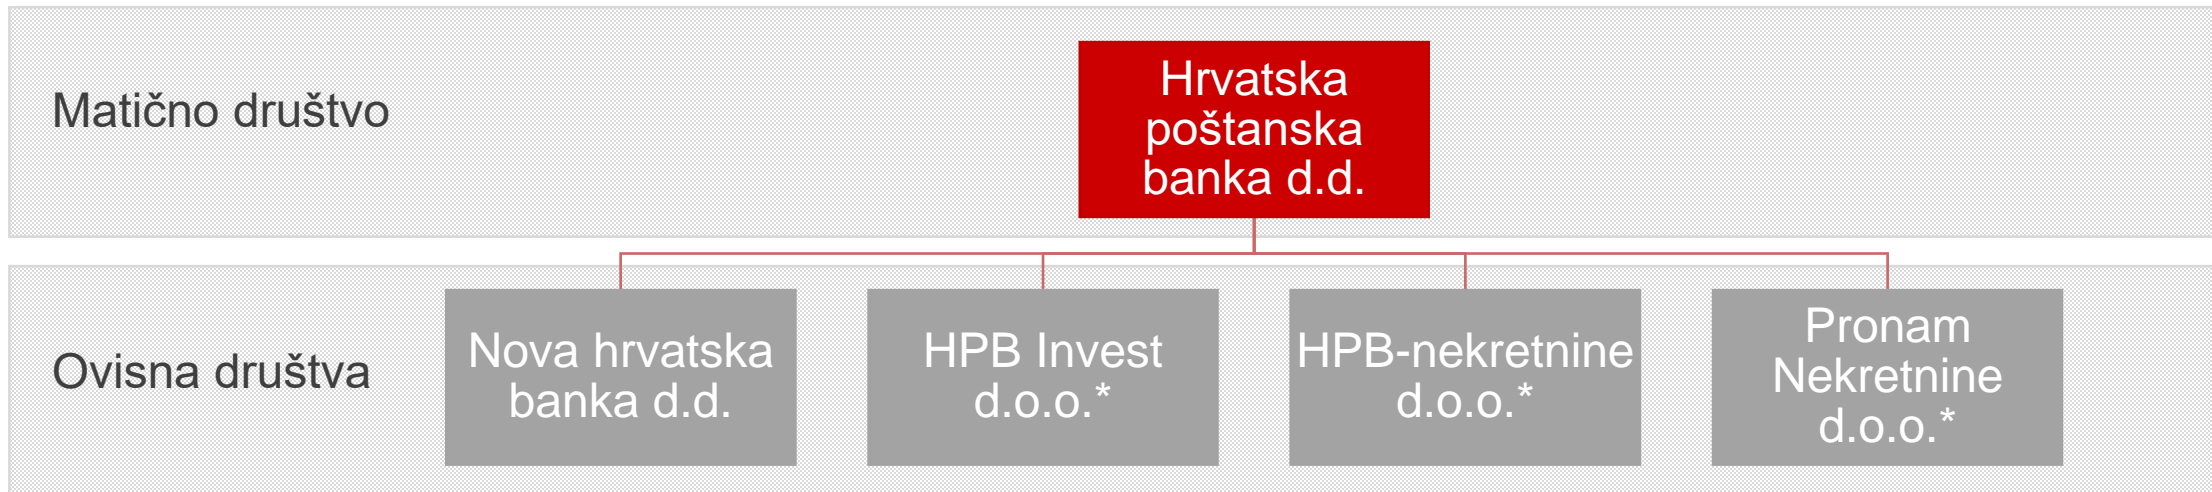 Matično društvo
Hrvatska
poštanska
banka d.d.
Ovisna društva
Nova hrvatska
banka d.d.
HPB Invest
d.o.o.*
HPB-nekretnine
d.o.o.*
Pronam
Nekretnine
d.o.o.*